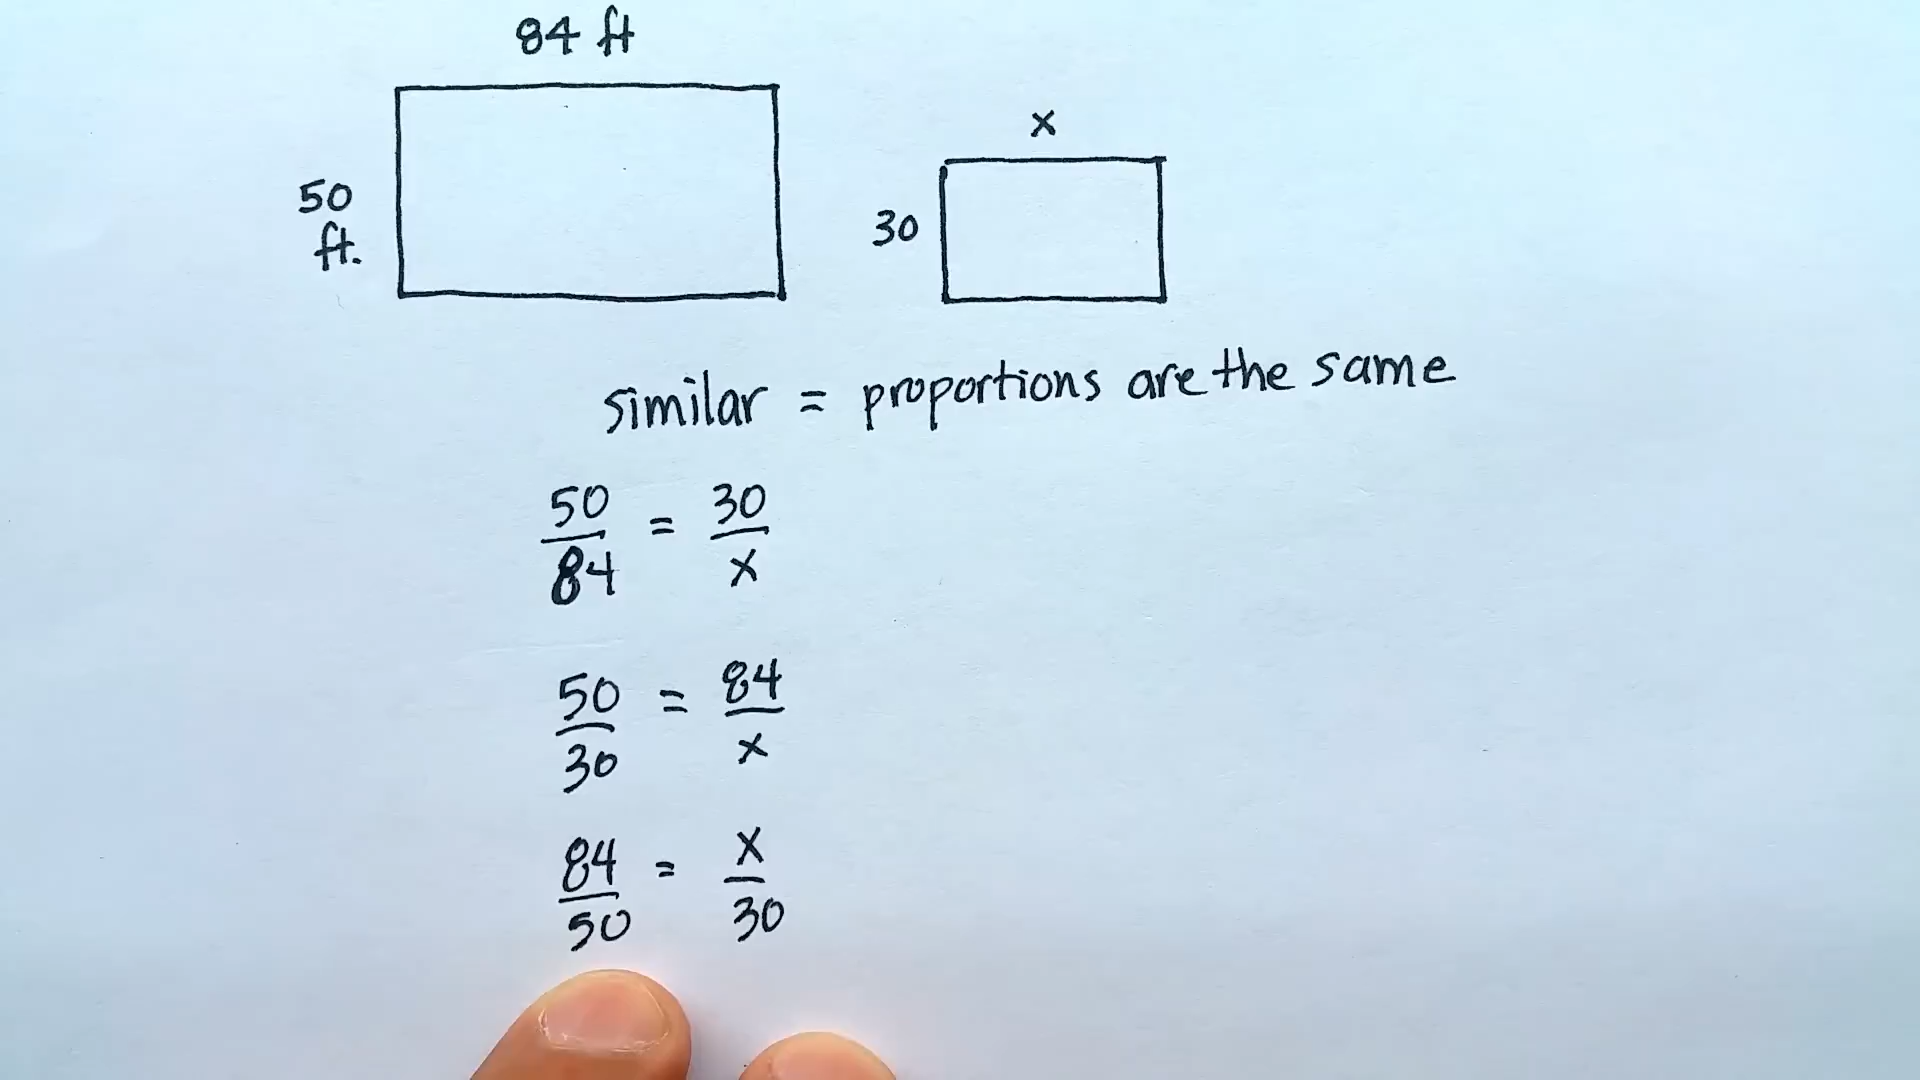 84 ft
x
50
ft.
30
similar = proportions are the same
50/84 = 30/x
50/30 = 84/x
84/50 = x/30